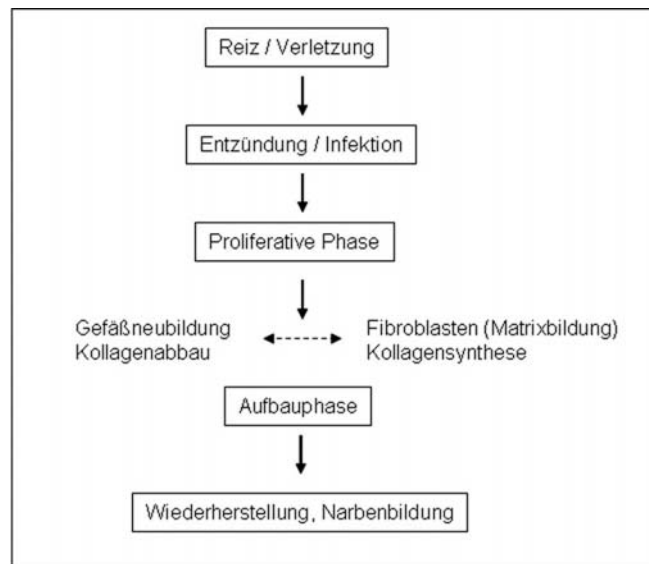 Reiz / Verletzung
Entzündung / Infektion
Proliferative Phase
Gefäßneubildung
Kollagenabbau
Fibroblasten (Matrixbildung)
Kollagensynthese
Aufbauphase
Wiederherstellung, Narbenbildung